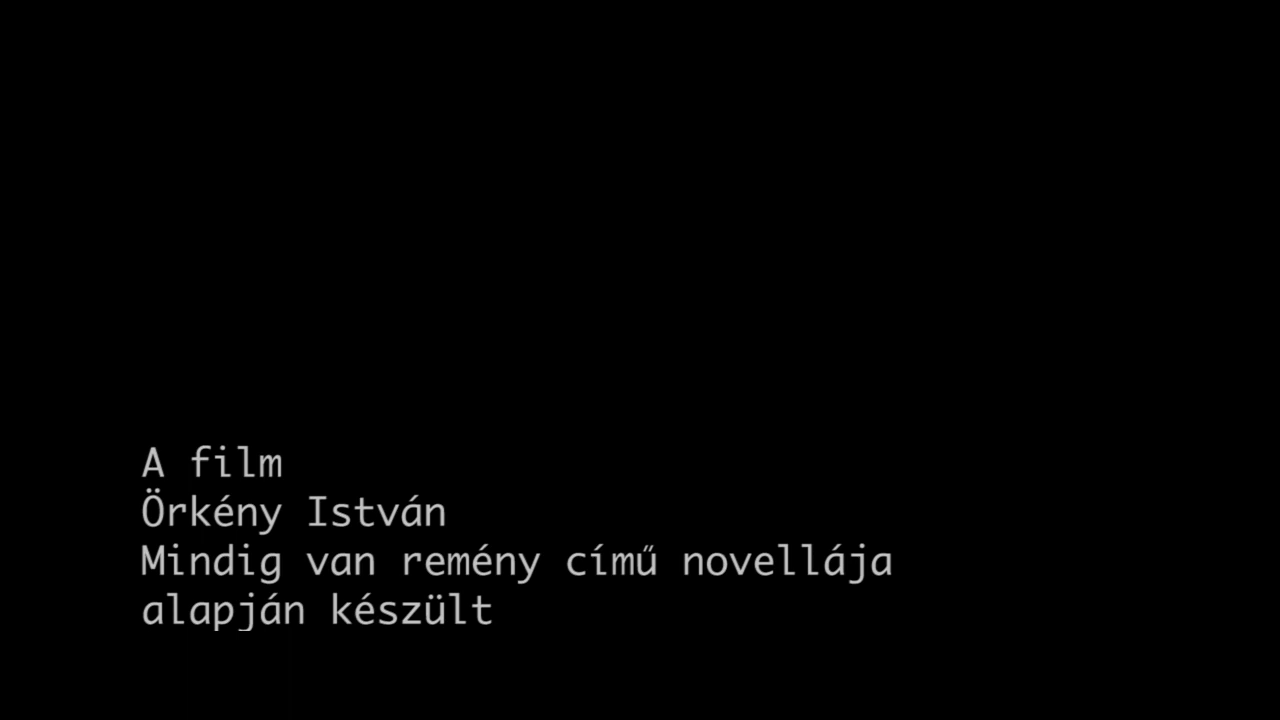 A film
Örkény István
Mindig van remény című novellája
alapján készült